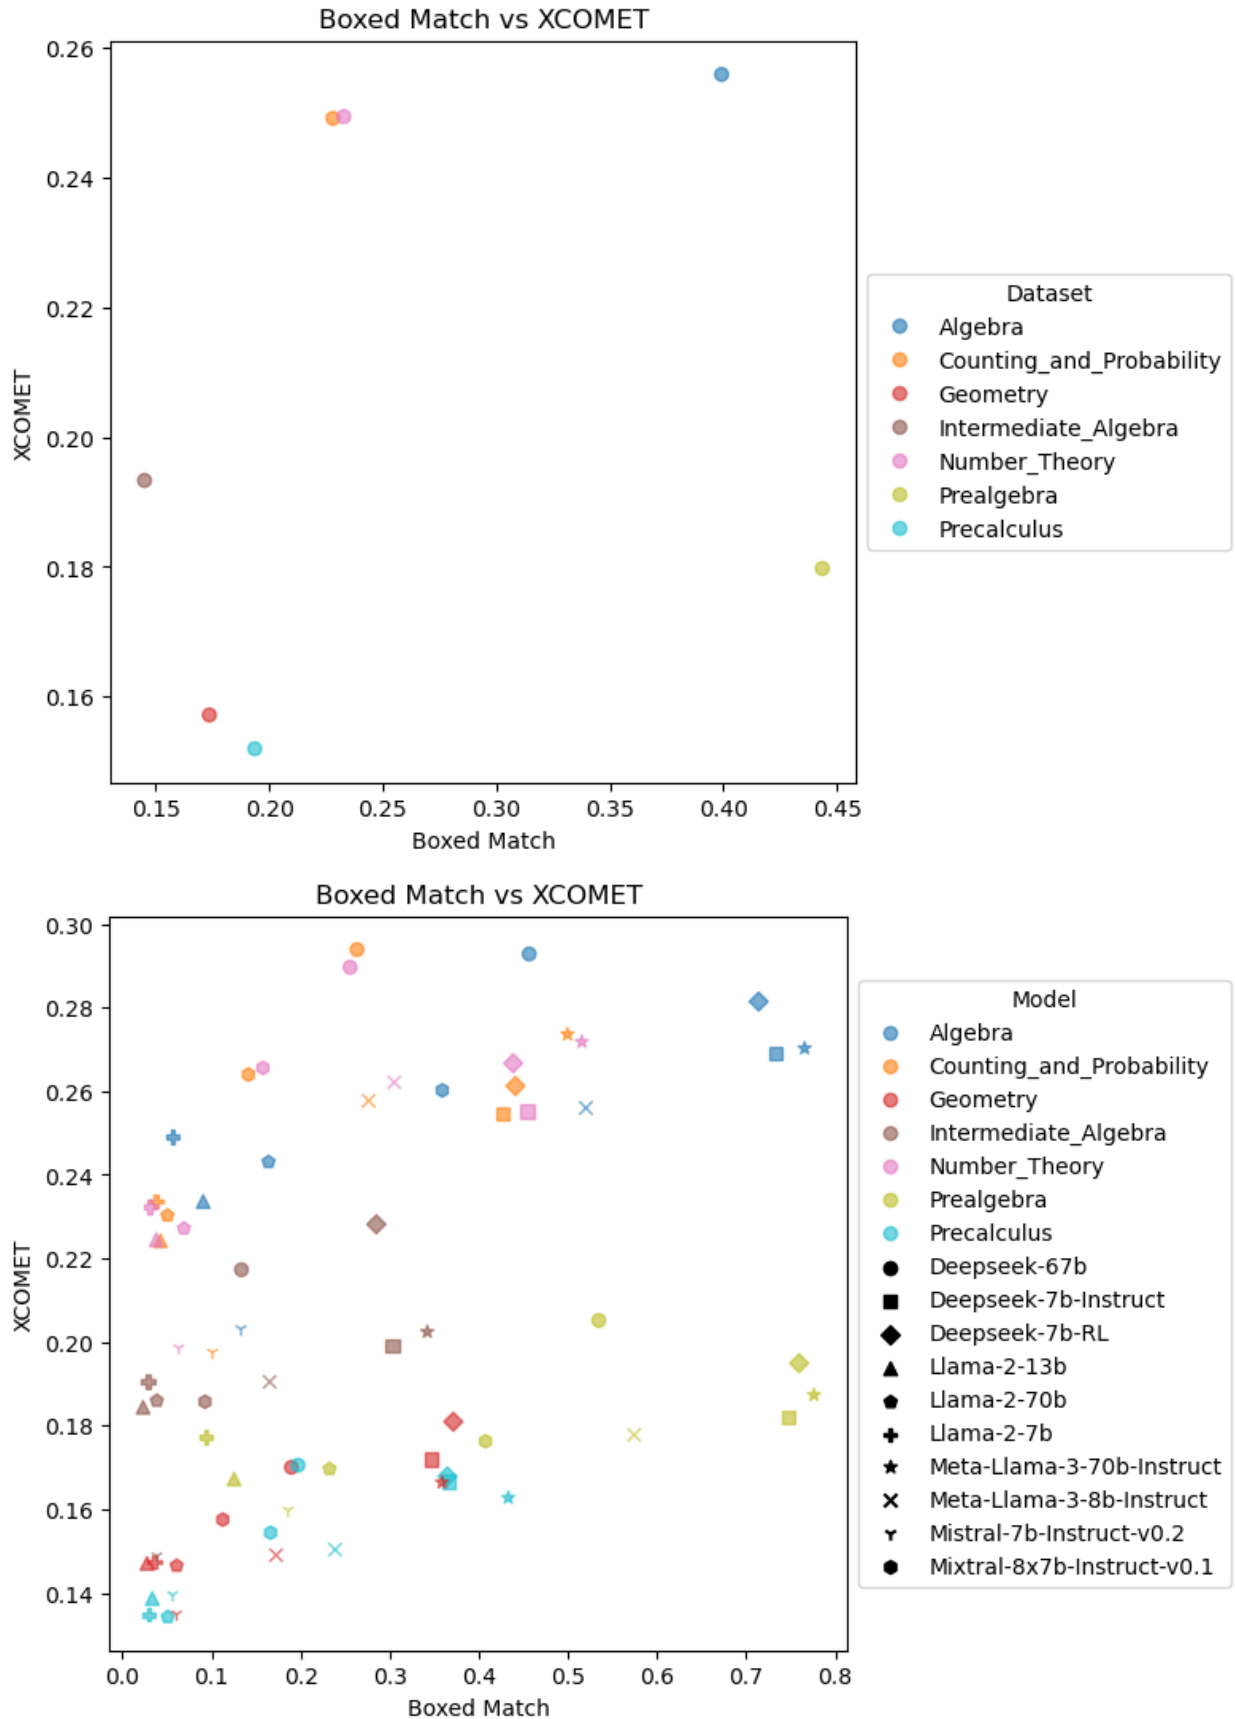 Boxed Match vs XCOMET
0.26
0.24
0.22
0.20
0.18
0.16
XCOMET
0.15
0.20
0.25
0.30
0.35
0.40
0.45
Boxed Match
Dataset
Algebra
Counting_and_Probability
Geometry
Intermediate_Algebra
Number_Theory
Prealgebra
Precalculus
Boxed Match vs XCOMET
0.30
0.28
0.26
0.24
0.22
0.20
0.18
0.16
0.14
XCOMET
0.0
0.1
0.2
0.3
0.4
0.5
0.6
0.7
0.8
Boxed Match
Model
Algebra
Counting_and_Probability
Geometry
Intermediate_Algebra
Number_Theory
Prealgebra
Precalculus
Deepseek-67b
Deepseek-7b-Instruct
Deepseek-7b-RL
Llama-2-13b
Llama-2-70b
Llama-2-7b
Meta-Llama-3-70b-Instruct
Meta-Llama-3-8b-Instruct
Mistral-7b-Instruct-v0.2
Mixtral-8x7b-Instruct-v0.1